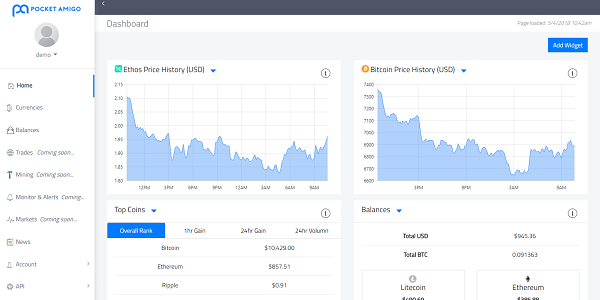 POCKET AMIGO
demo
Home
Currencies
Balances
Trades Coming soon...
Mining Coming soon...
Monitor & Alerts Coming soon...
Markets Coming soon...
News
Account
API
Dashboard
Page loaded: 5/4/2018 10:42am
Add Widget
Ethos Price History (USD)
2.15
2.10
2.05
2.00
1.95
1.90
1.85
1.80
12PM 3PM 6PM 9PM 12AM 3AM 6AM 9AM
Bitcoin Price History (USD)
7400
7300
7200
7100
7000
6900
6800
6700
6600
3PM 9PM 3AM 9AM
Top Coins
Overall Rank 1hr Gain 24hr Gain 24hr Volumn
Bitcoin $10,429.00
Ethereum $857.51
Ripple $0.91
Balances
Total USD $945.36
Total BTC 0.091363
Litecoin
Ethereum